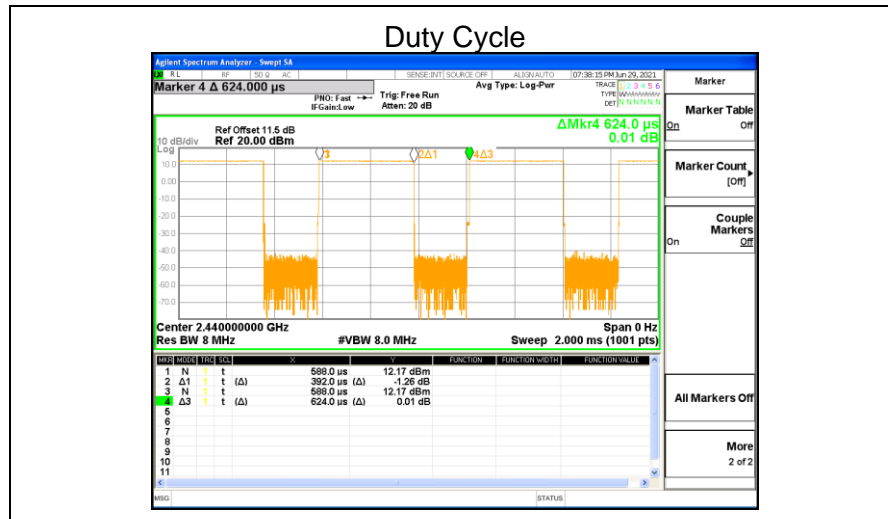 Duty Cycle
Agilent Spectrum Analyzer - Swept SA
RL RF 50 Ω AC SENSE:INT SOURCE OFF ALIGN AUTO 07:38:15 PM Jun 29, 2021
Marker 4 Δ 624.000 µs
PNO: Fast
IFGain:Low
Trig: Free Run
Atten: 20 dB
Avg Type: Log-Pwr
TRACE 1 2 3 4 5 6
TYPE
DET N N N N N N
Ref Offset 11.5 dB
10 dB/div Ref 20.00 dBm
Log
ΔMkr4 624.0 µs
0.01 dB
3 2Δ1 4Δ3
10.0
0.00
-10.0
-20.0
-30.0
-40.0
-50.0
-60.0
-70.0
Center 2.440000000 GHz Span 0 Hz
Res BW 8 MHz #VBW 8.0 MHz Sweep 2.000 ms (1001 pts)
MKR MODE TRC SCL X Y FUNCTION FUNCTION WIDTH FUNCTION VALUE
1 N 1 t 588.0 µs 12.17 dBm
2 Δ1 1 t (Δ) 392.0 µs (Δ) -1.26 dB
3 N 1 t 588.0 µs 12.17 dBm
4 Δ3 1 t (Δ) 624.0 µs (Δ) 0.01 dB
5
6
7
8
9
10
11
MSG STATUS
Marker
Marker Table
On Off
Marker Count
[Off]
Couple
Markers
On Off
All Markers Off
More
2 of 2